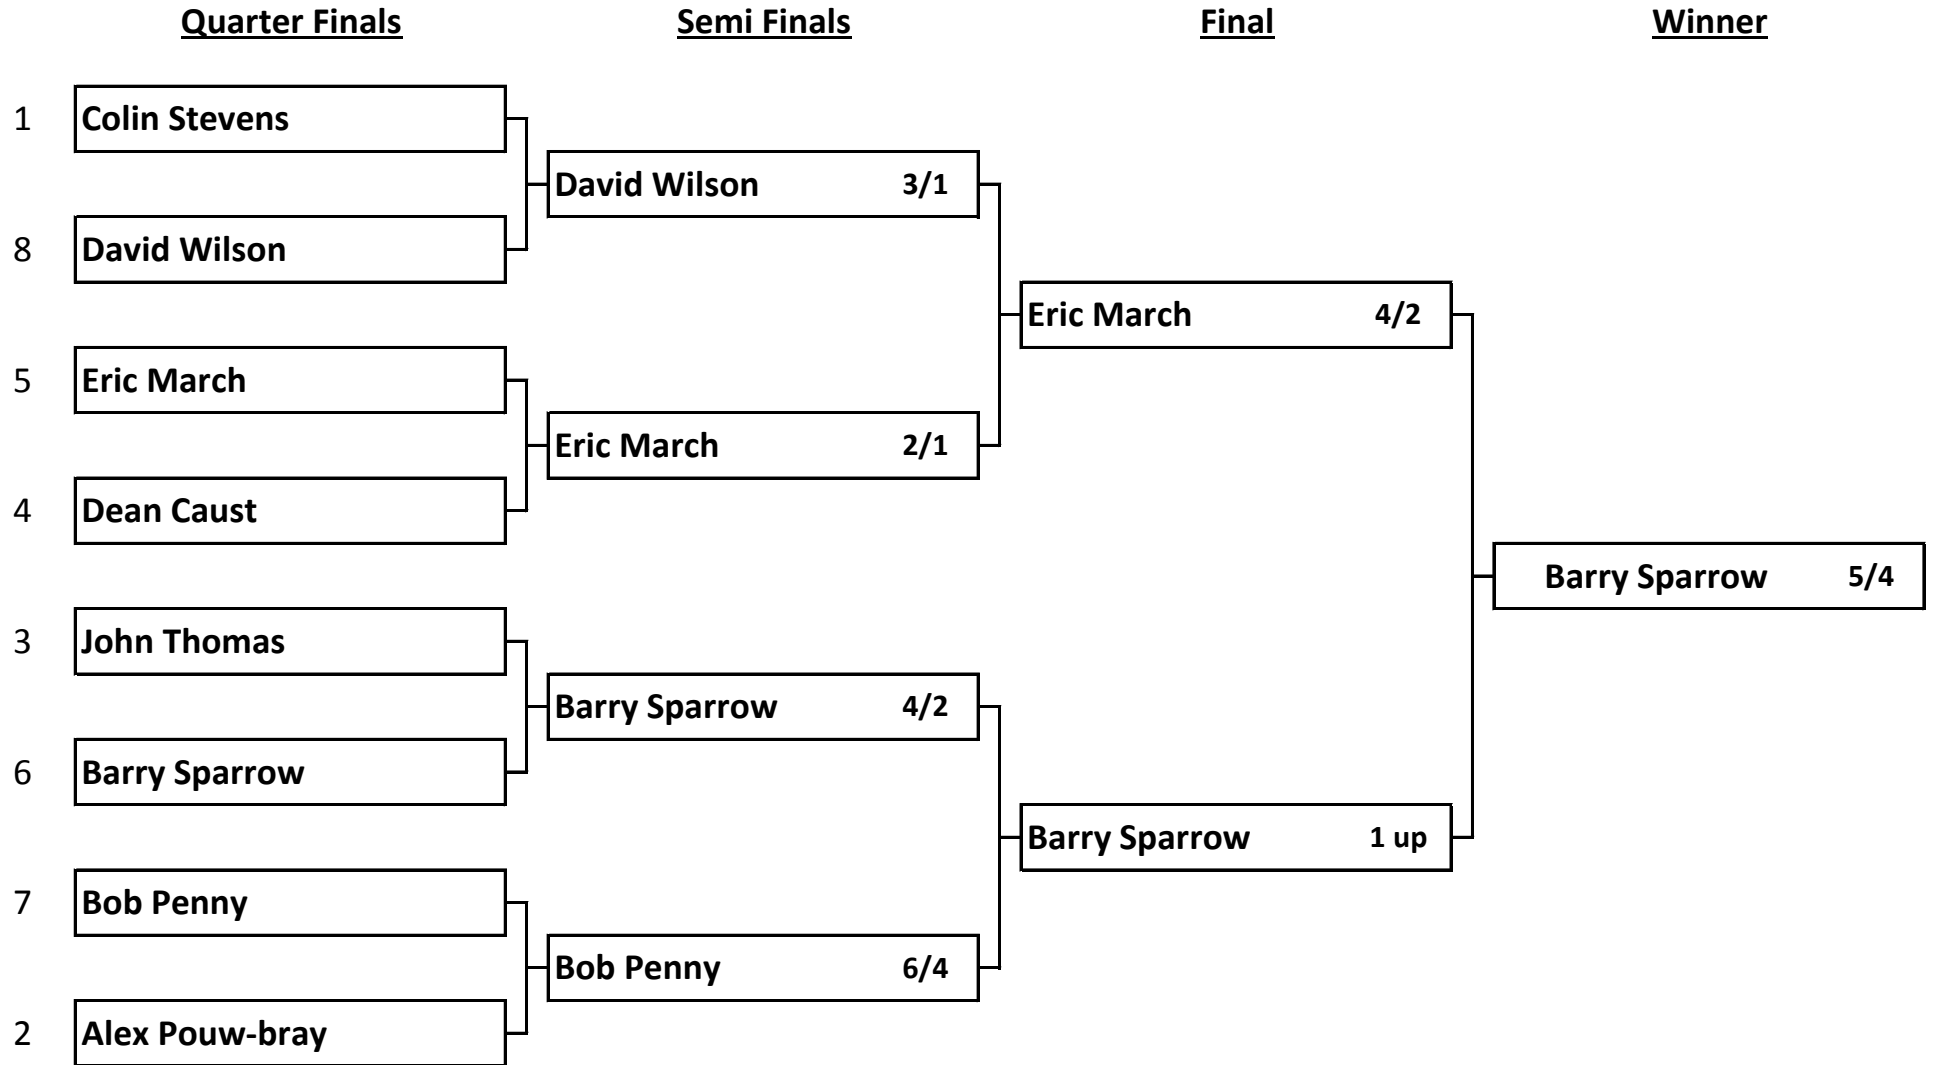 Quarter Finals Semi Finals Final Winner
1 Colin Stevens
David Wilson 3/1
8 David Wilson
Eric March 4/2
5 Eric March
Eric March 2/1
4 Dean Caust
Barry Sparrow 5/4
3 John Thomas
Barry Sparrow 4/2
6 Barry Sparrow
Barry Sparrow 1 up
7 Bob Penny
Bob Penny 6/4
2 Alex Pouw-bray